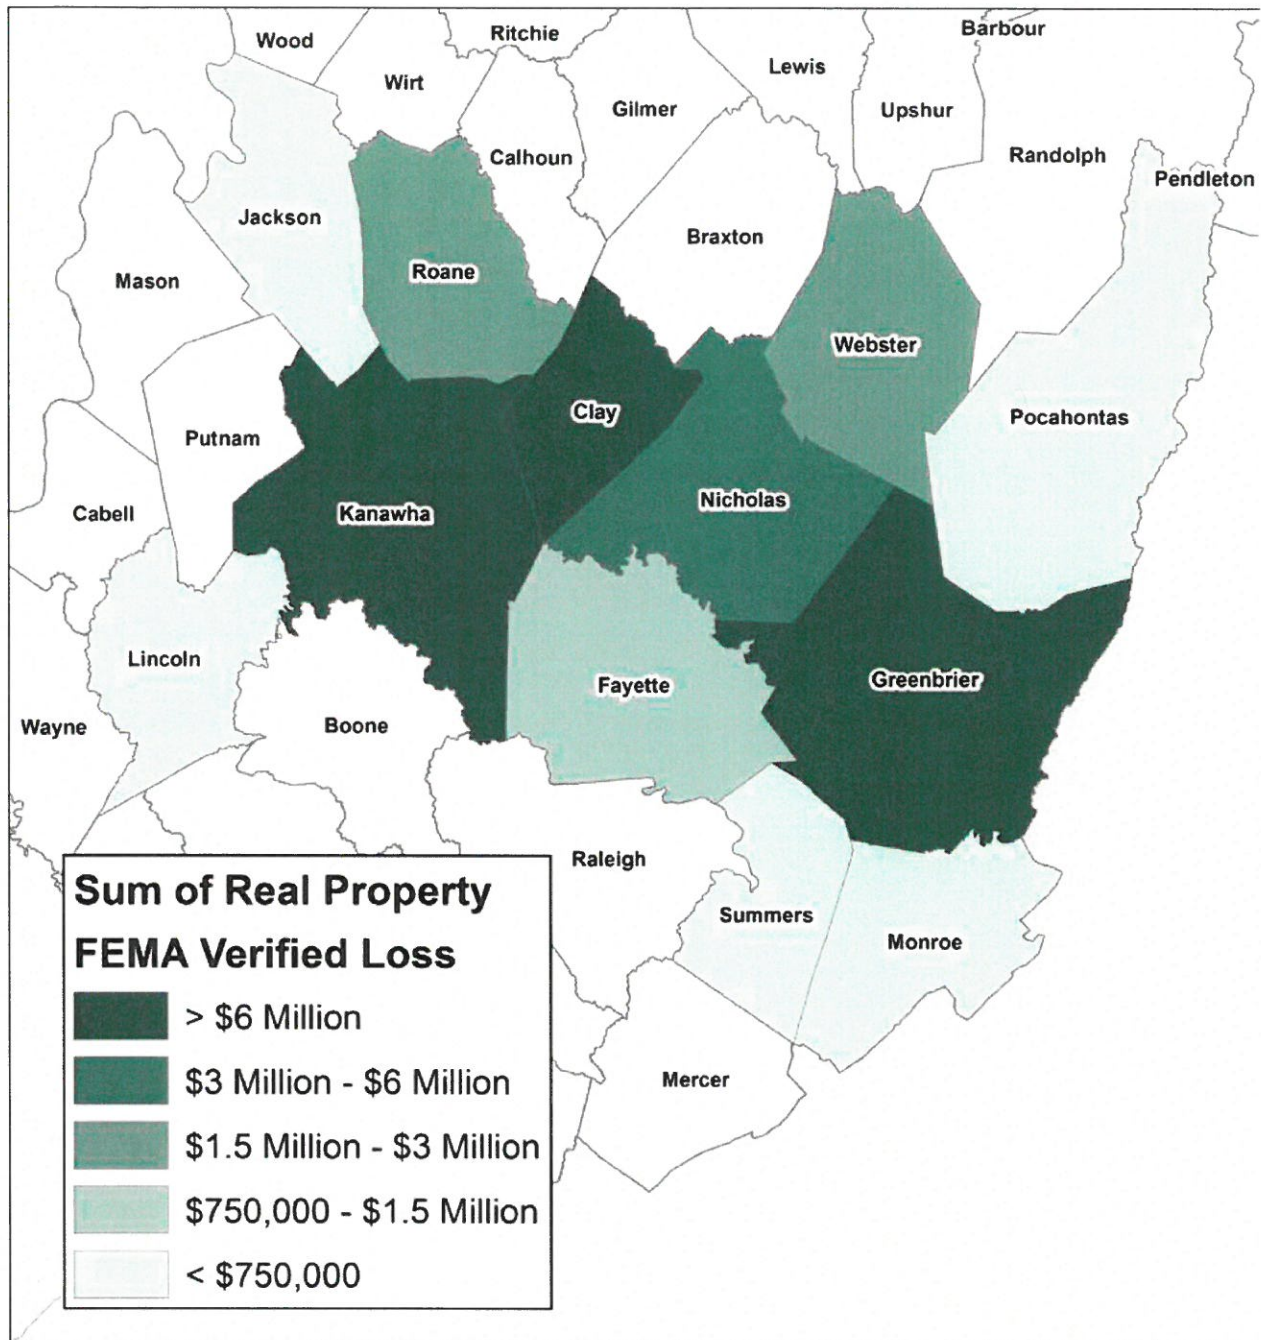 Wood
Ritchie
Barbour
Wirt
Lewis
Gilmer
Upshur
Calhoun
Randolph
Pendleton
Jackson
Braxton
Roane
Mason
Webster
Clay
Pocahontas
Putnam
Nicholas
Cabell
Kanawha
Lincoln
Greenbrier
Fayette
Wayne
Boone
Raleigh
Summers
Monroe
Mercer
Sum of Real Property
FEMA Verified Loss
> $6 Million
$3 Million - $6 Million
$1.5 Million - $3 Million
$750,000 - $1.5 Million
< $750,000